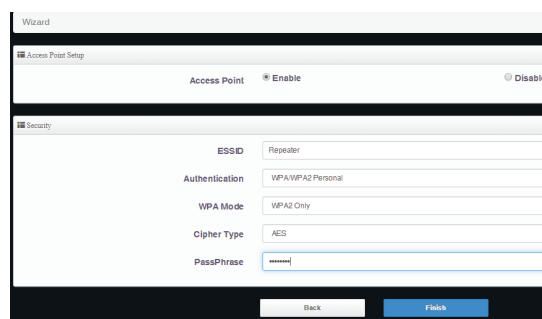 Wizard
Access Point Setup
Access Point Enable Disable
Security
ESSID Repeater
Authentication WPA/WPA2 Personal
WPA Mode WPA2 Only
Cipher Type AES
PassPhrase ••••••••
Back Finish